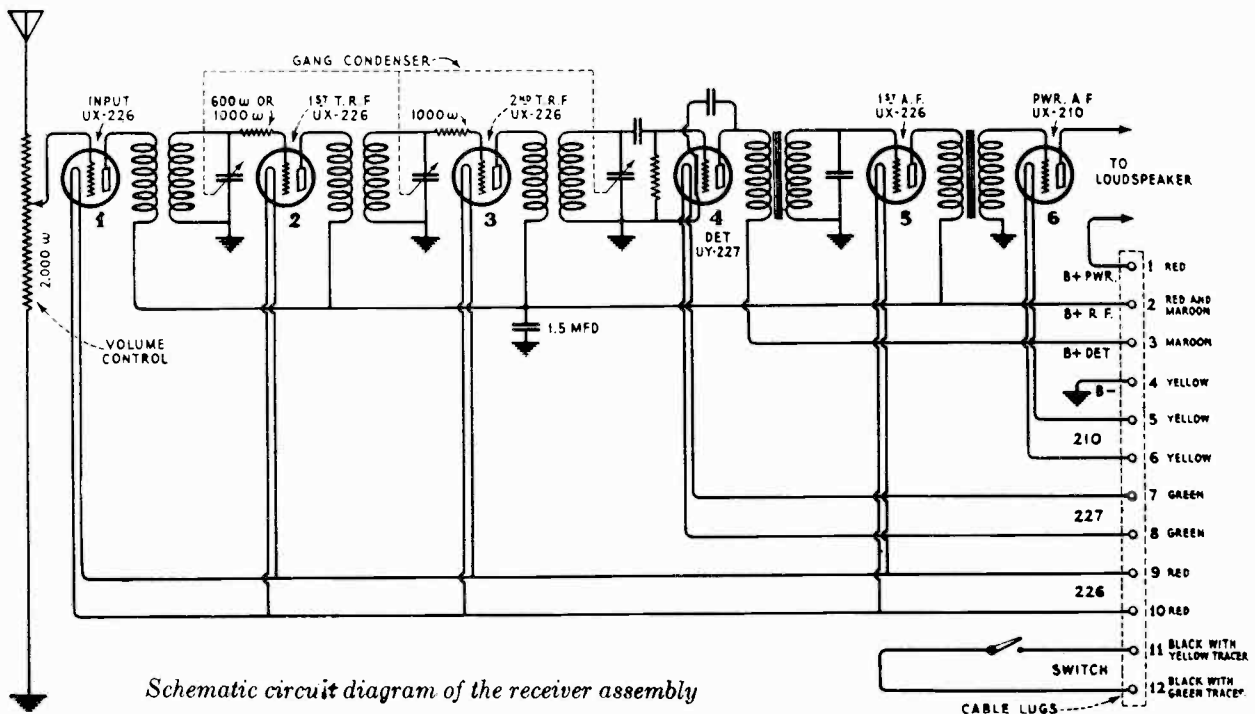 GANG CONDENSER
INPUT
UX-226
600ω OR
1000ω
1ST T.R.F
UX-226
1000ω
2ND T.R.F
UX-226
1ST A.F.
UX-226
PWR. A F
UX-210
TO
LOUDSPEAKER
1
2
3
4
DET
UY-227
5
6
2,000 ω
VOLUME
CONTROL
1.5 MFD
B+ PWR.
1 RED
B+ R F.
2 RED AND
MAROON
B+ DET
3 MAROON
B-
4 YELLOW
5 YELLOW
210
6 YELLOW
7 GREEN
227
8 GREEN
9 RED
226
10 RED
11 BLACK WITH
YELLOW TRACER
SWITCH
12 BLACK WITH
GREEN TRACER
CABLE LUGS
Schematic circuit diagram of the receiver assembly